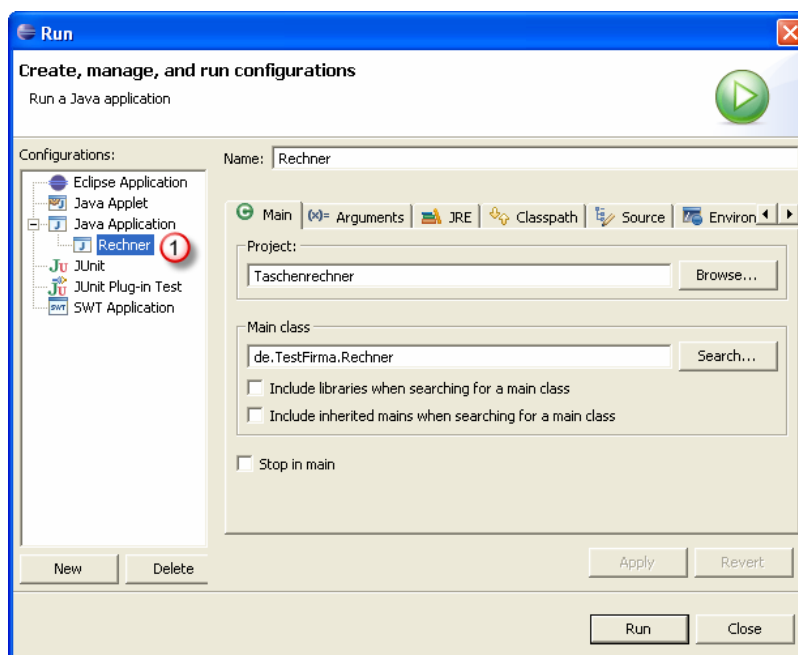 Run
Create, manage, and run configurations
Run a Java application
Configurations:
Eclipse Application
Java Applet
Java Application
Rechner
1
JUnit
JUnit Plug-in Test
SWT Application
New
Delete
Name: Rechner
Main (x)= Arguments JRE Classpath Source Environ
Project:
Taschenrechner
Browse...
Main class
de.TestFirma.Rechner
Search...
Include libraries when searching for a main class
Include inherited mains when searching for a main class
Stop in main
Apply
Revert
Run
Close